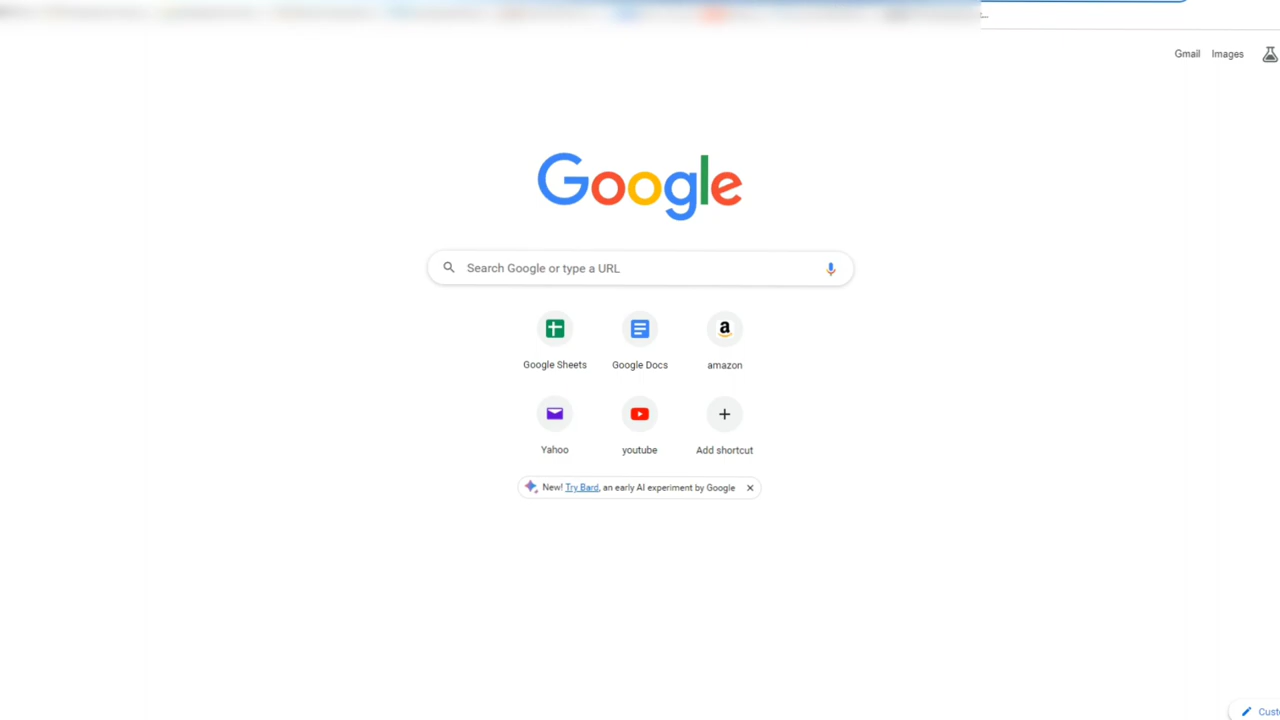 Gmail Images
Google
Search Google or type a URL
Google Sheets Google Docs amazon
Yahoo youtube Add shortcut
New! Try Bard, an early AI experiment by Google